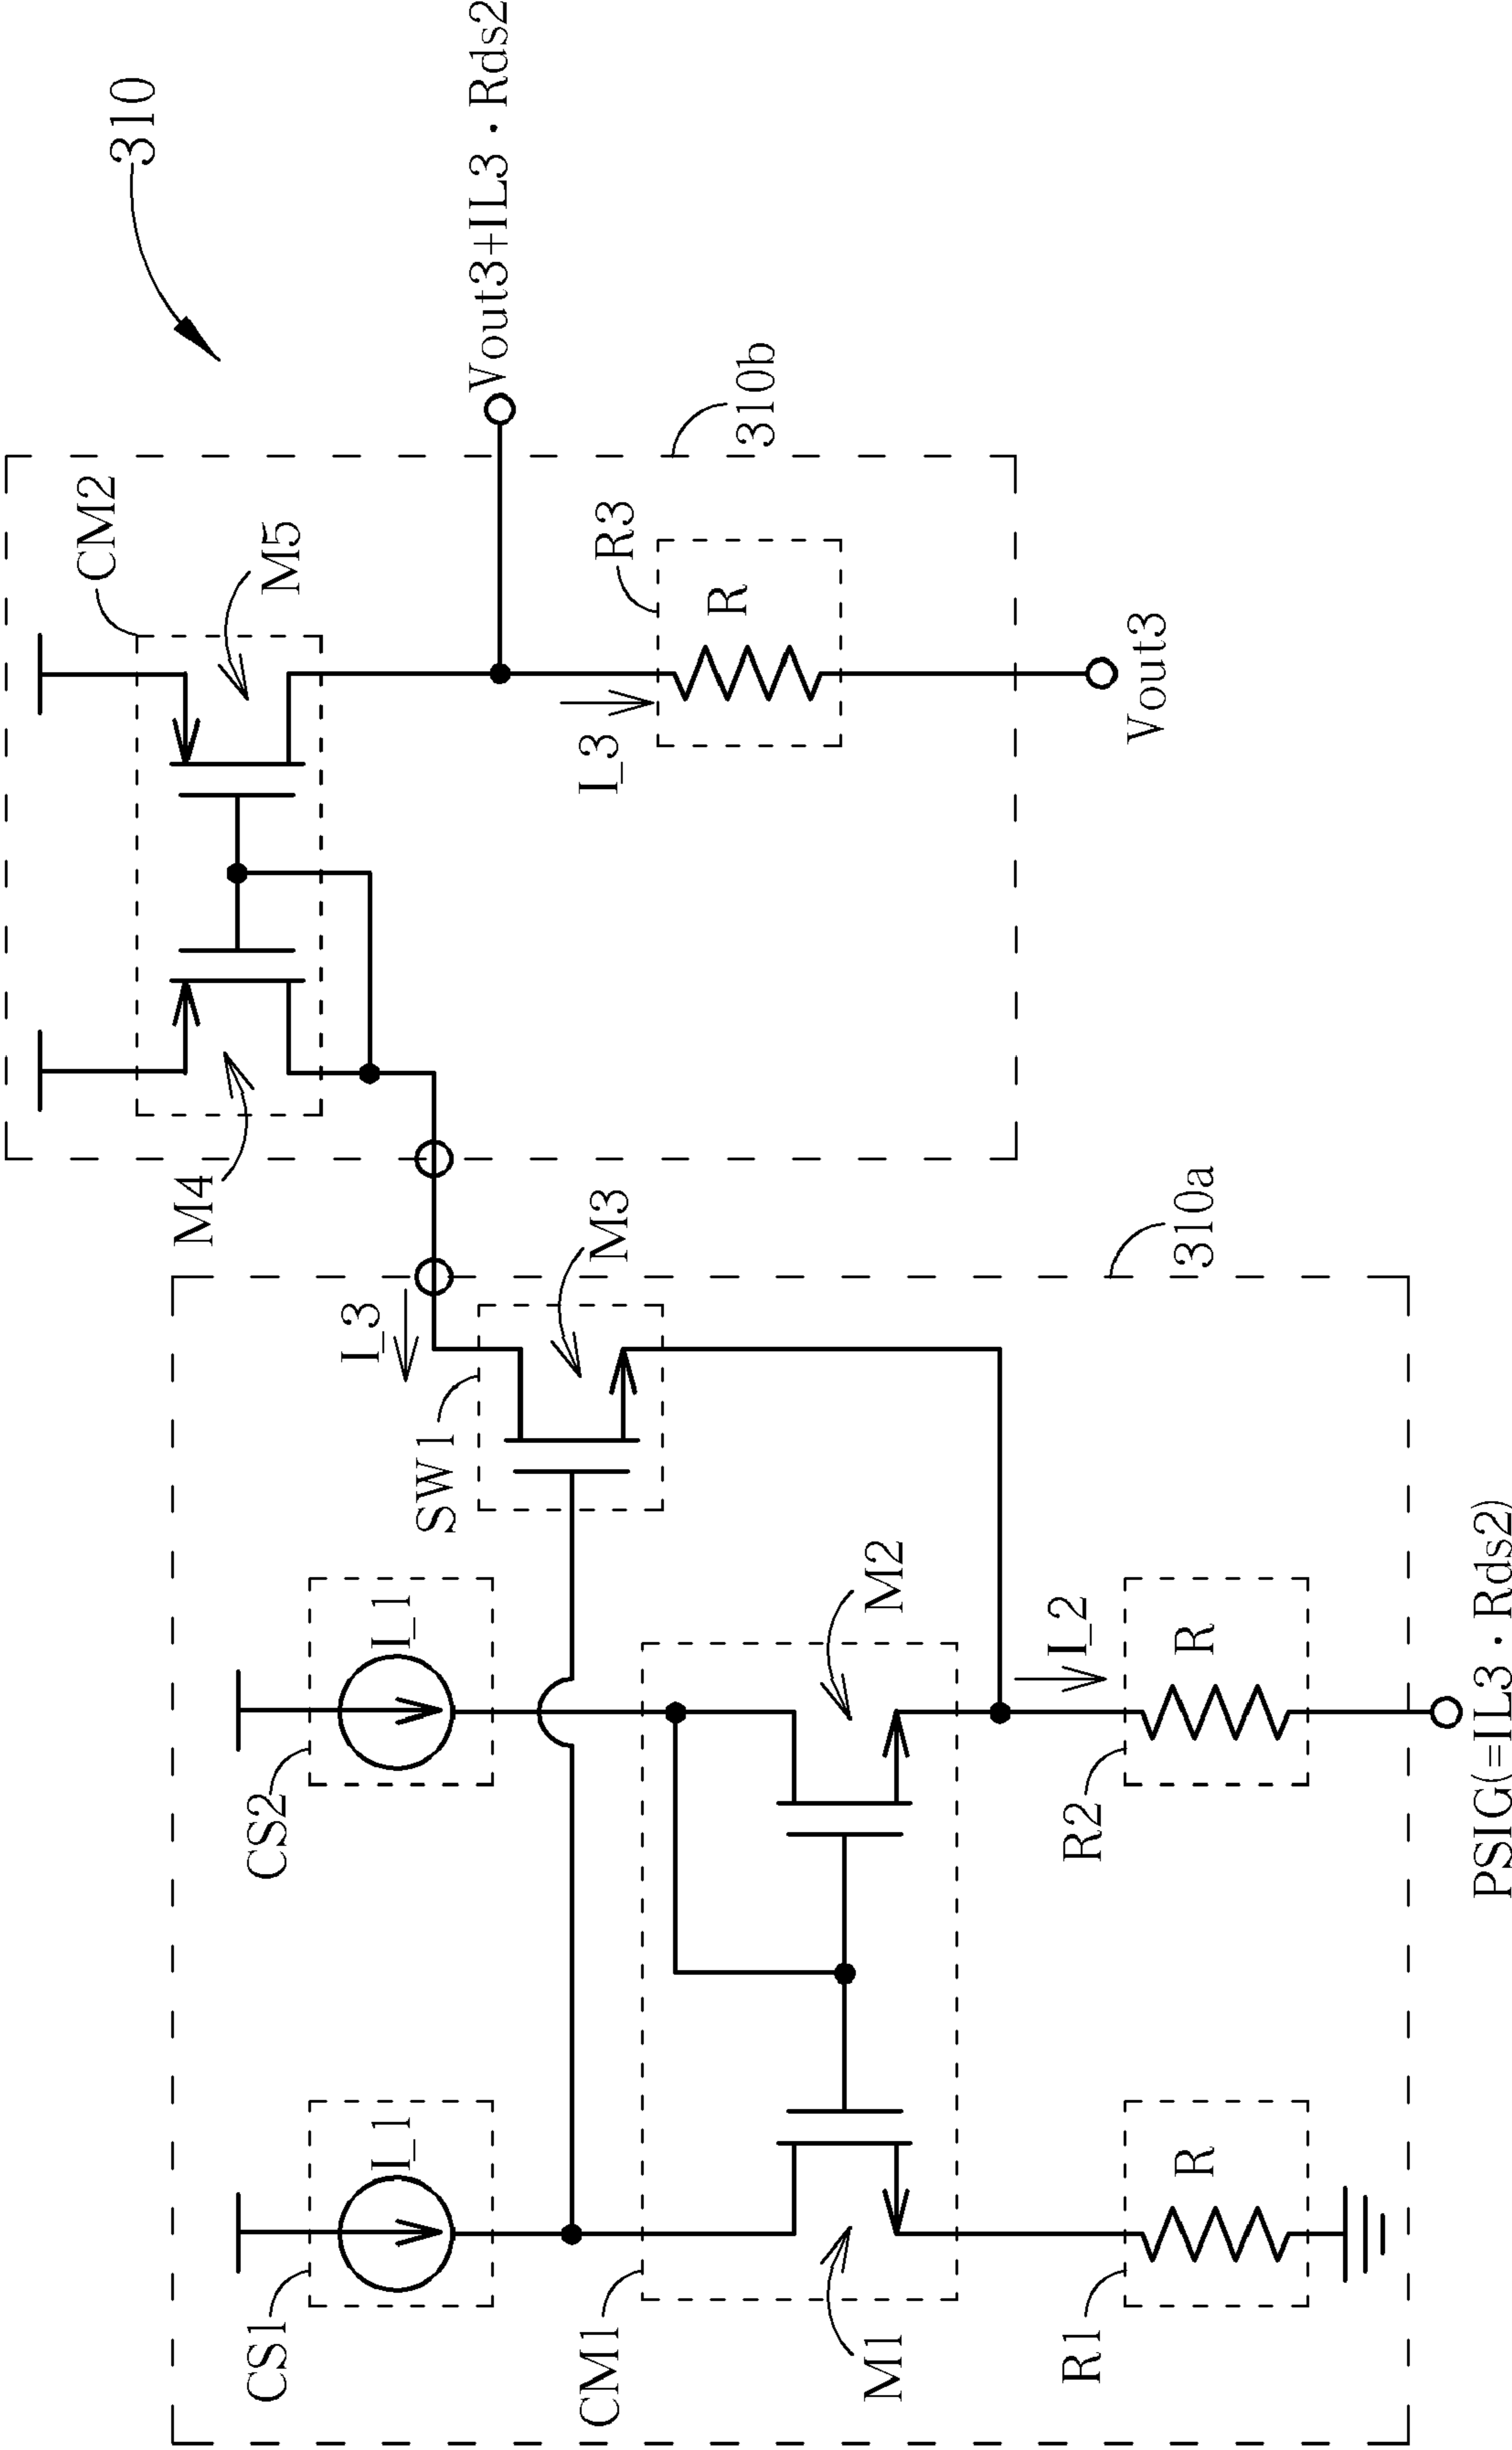 310
CM2
M5
Vout3+IL3・Rds2
M4
310b
R3
R
I_3
Vout3
I_3
M3
SW1
310a
CS1
I_1
CS2
I_1
CM1
M1
M2
I_2
R1
R
R2
R
PSIG(=IL3・Rds2)